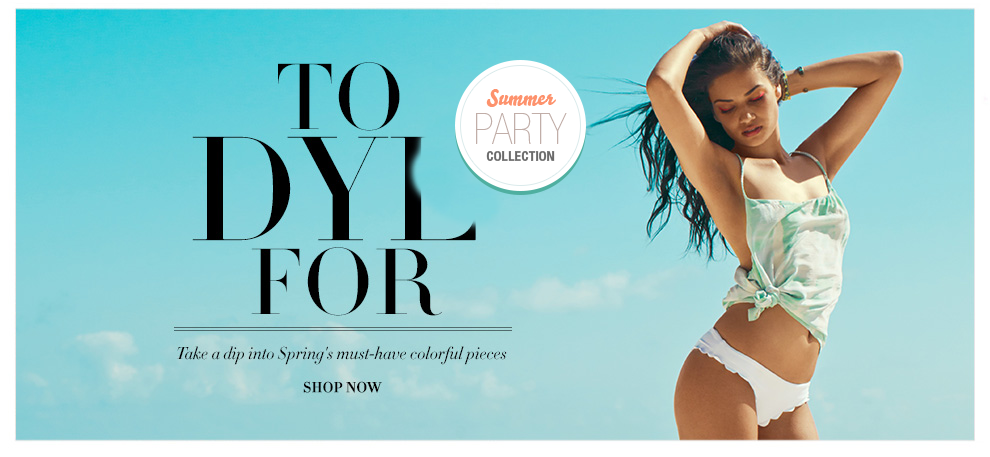 TO
DYL
FOR
Summer
PARTY
COLLECTION
Take a dip into Spring's must-have colorful pieces
SHOP NOW